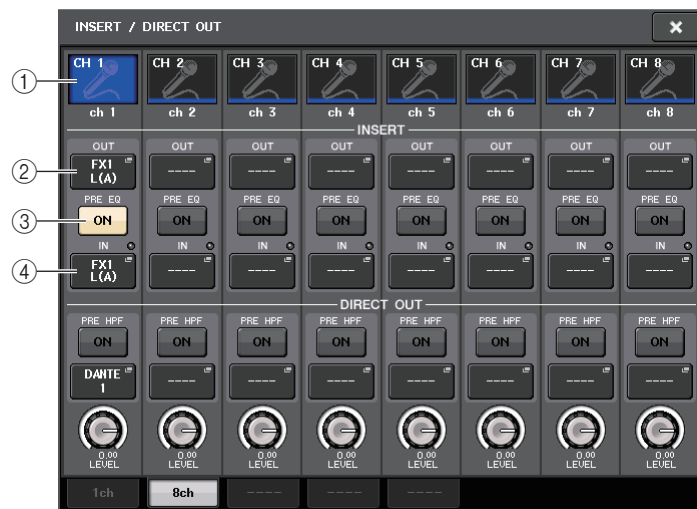 INSERT / DIRECT OUT
CH 1 CH 2 CH 3 CH 4 CH 5 CH 6 CH 7 CH 8
①
ch 1 ch 2 ch 3 ch 4 ch 5 ch 6 ch 7 ch 8
INSERT
OUT OUT OUT OUT OUT OUT OUT OUT
② FX1 L(A) ---- ---- ---- ---- ---- ---- ----
PRE EQ PRE EQ PRE EQ PRE EQ PRE EQ PRE EQ PRE EQ PRE EQ
③ ON ON ON ON ON ON ON ON
IN IN IN IN IN IN IN IN
④ FX1 L(A) ---- ---- ---- ---- ---- ---- ----
DIRECT OUT
PRE HPF PRE HPF PRE HPF PRE HPF PRE HPF PRE HPF PRE HPF PRE HPF
ON ON ON ON ON ON ON ON
DANTE 1 ---- ---- ---- ---- ---- ---- ----
0.00 0.00 0.00 0.00 0.00 0.00 0.00 0.00
LEVEL LEVEL LEVEL LEVEL LEVEL LEVEL LEVEL LEVEL
1ch 8ch ---- ---- ----